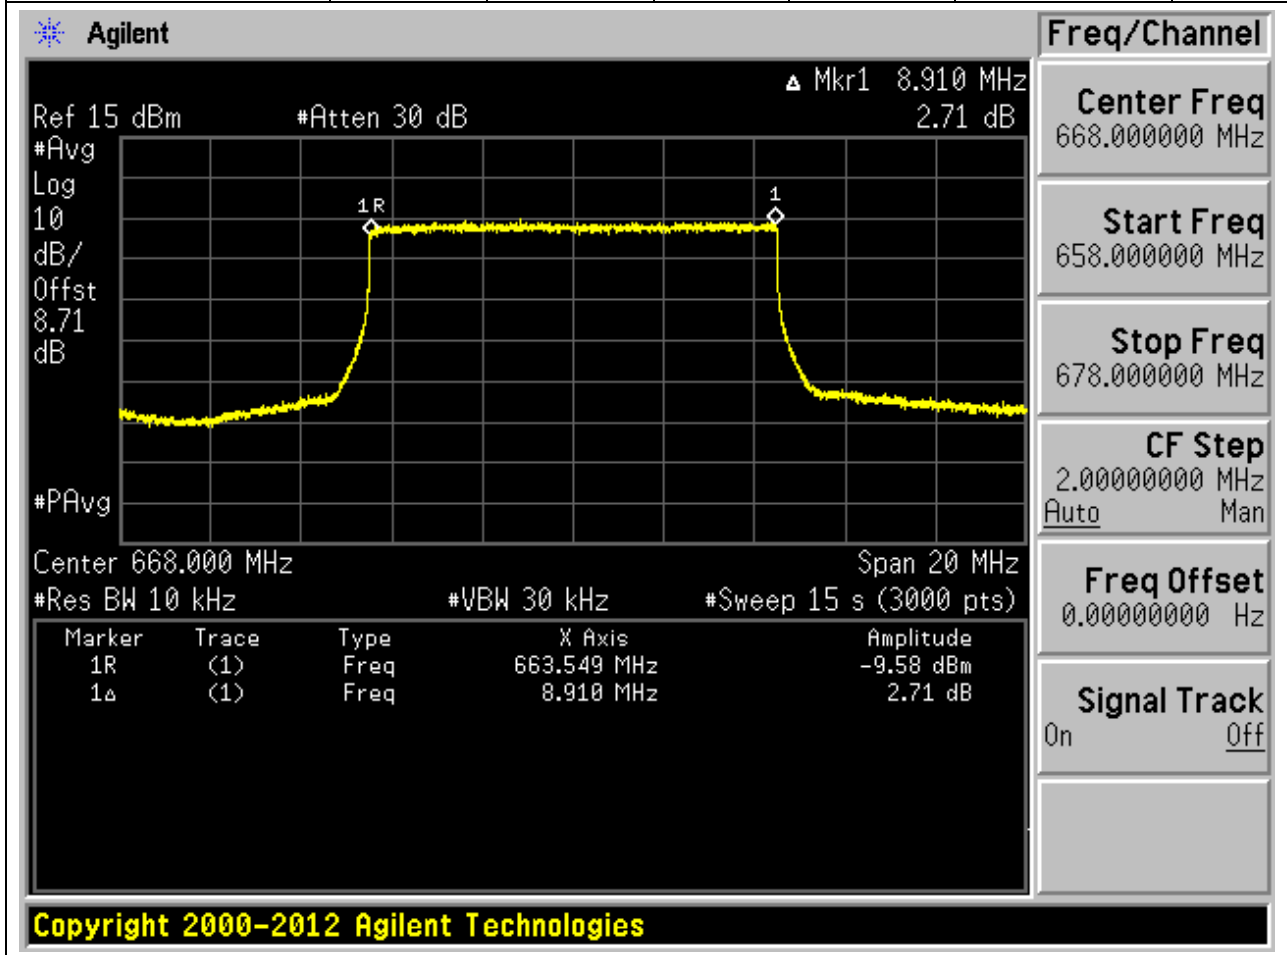 Agilent
Freq/Channel
Δ Mkr1 8.910 MHz
Ref 15 dBm #Atten 30 dB 2.71 dB
#Avg
Log
10
dB/
Offst
8.71
dB
1R
1
#PAvg
Center 668.000 MHz Span 20 MHz
#Res BW 10 kHz #VBW 30 kHz #Sweep 15 s (3000 pts)
Marker Trace Type X Axis Amplitude
1R (1) Freq 663.549 MHz -9.58 dBm
1Δ (1) Freq 8.910 MHz 2.71 dB
Center Freq
668.000000 MHz
Start Freq
658.000000 MHz
Stop Freq
678.000000 MHz
CF Step
2.00000000 MHz
Auto Man
Freq Offset
0.00000000 Hz
Signal Track
On Off
Copyright 2000-2012 Agilent Technologies